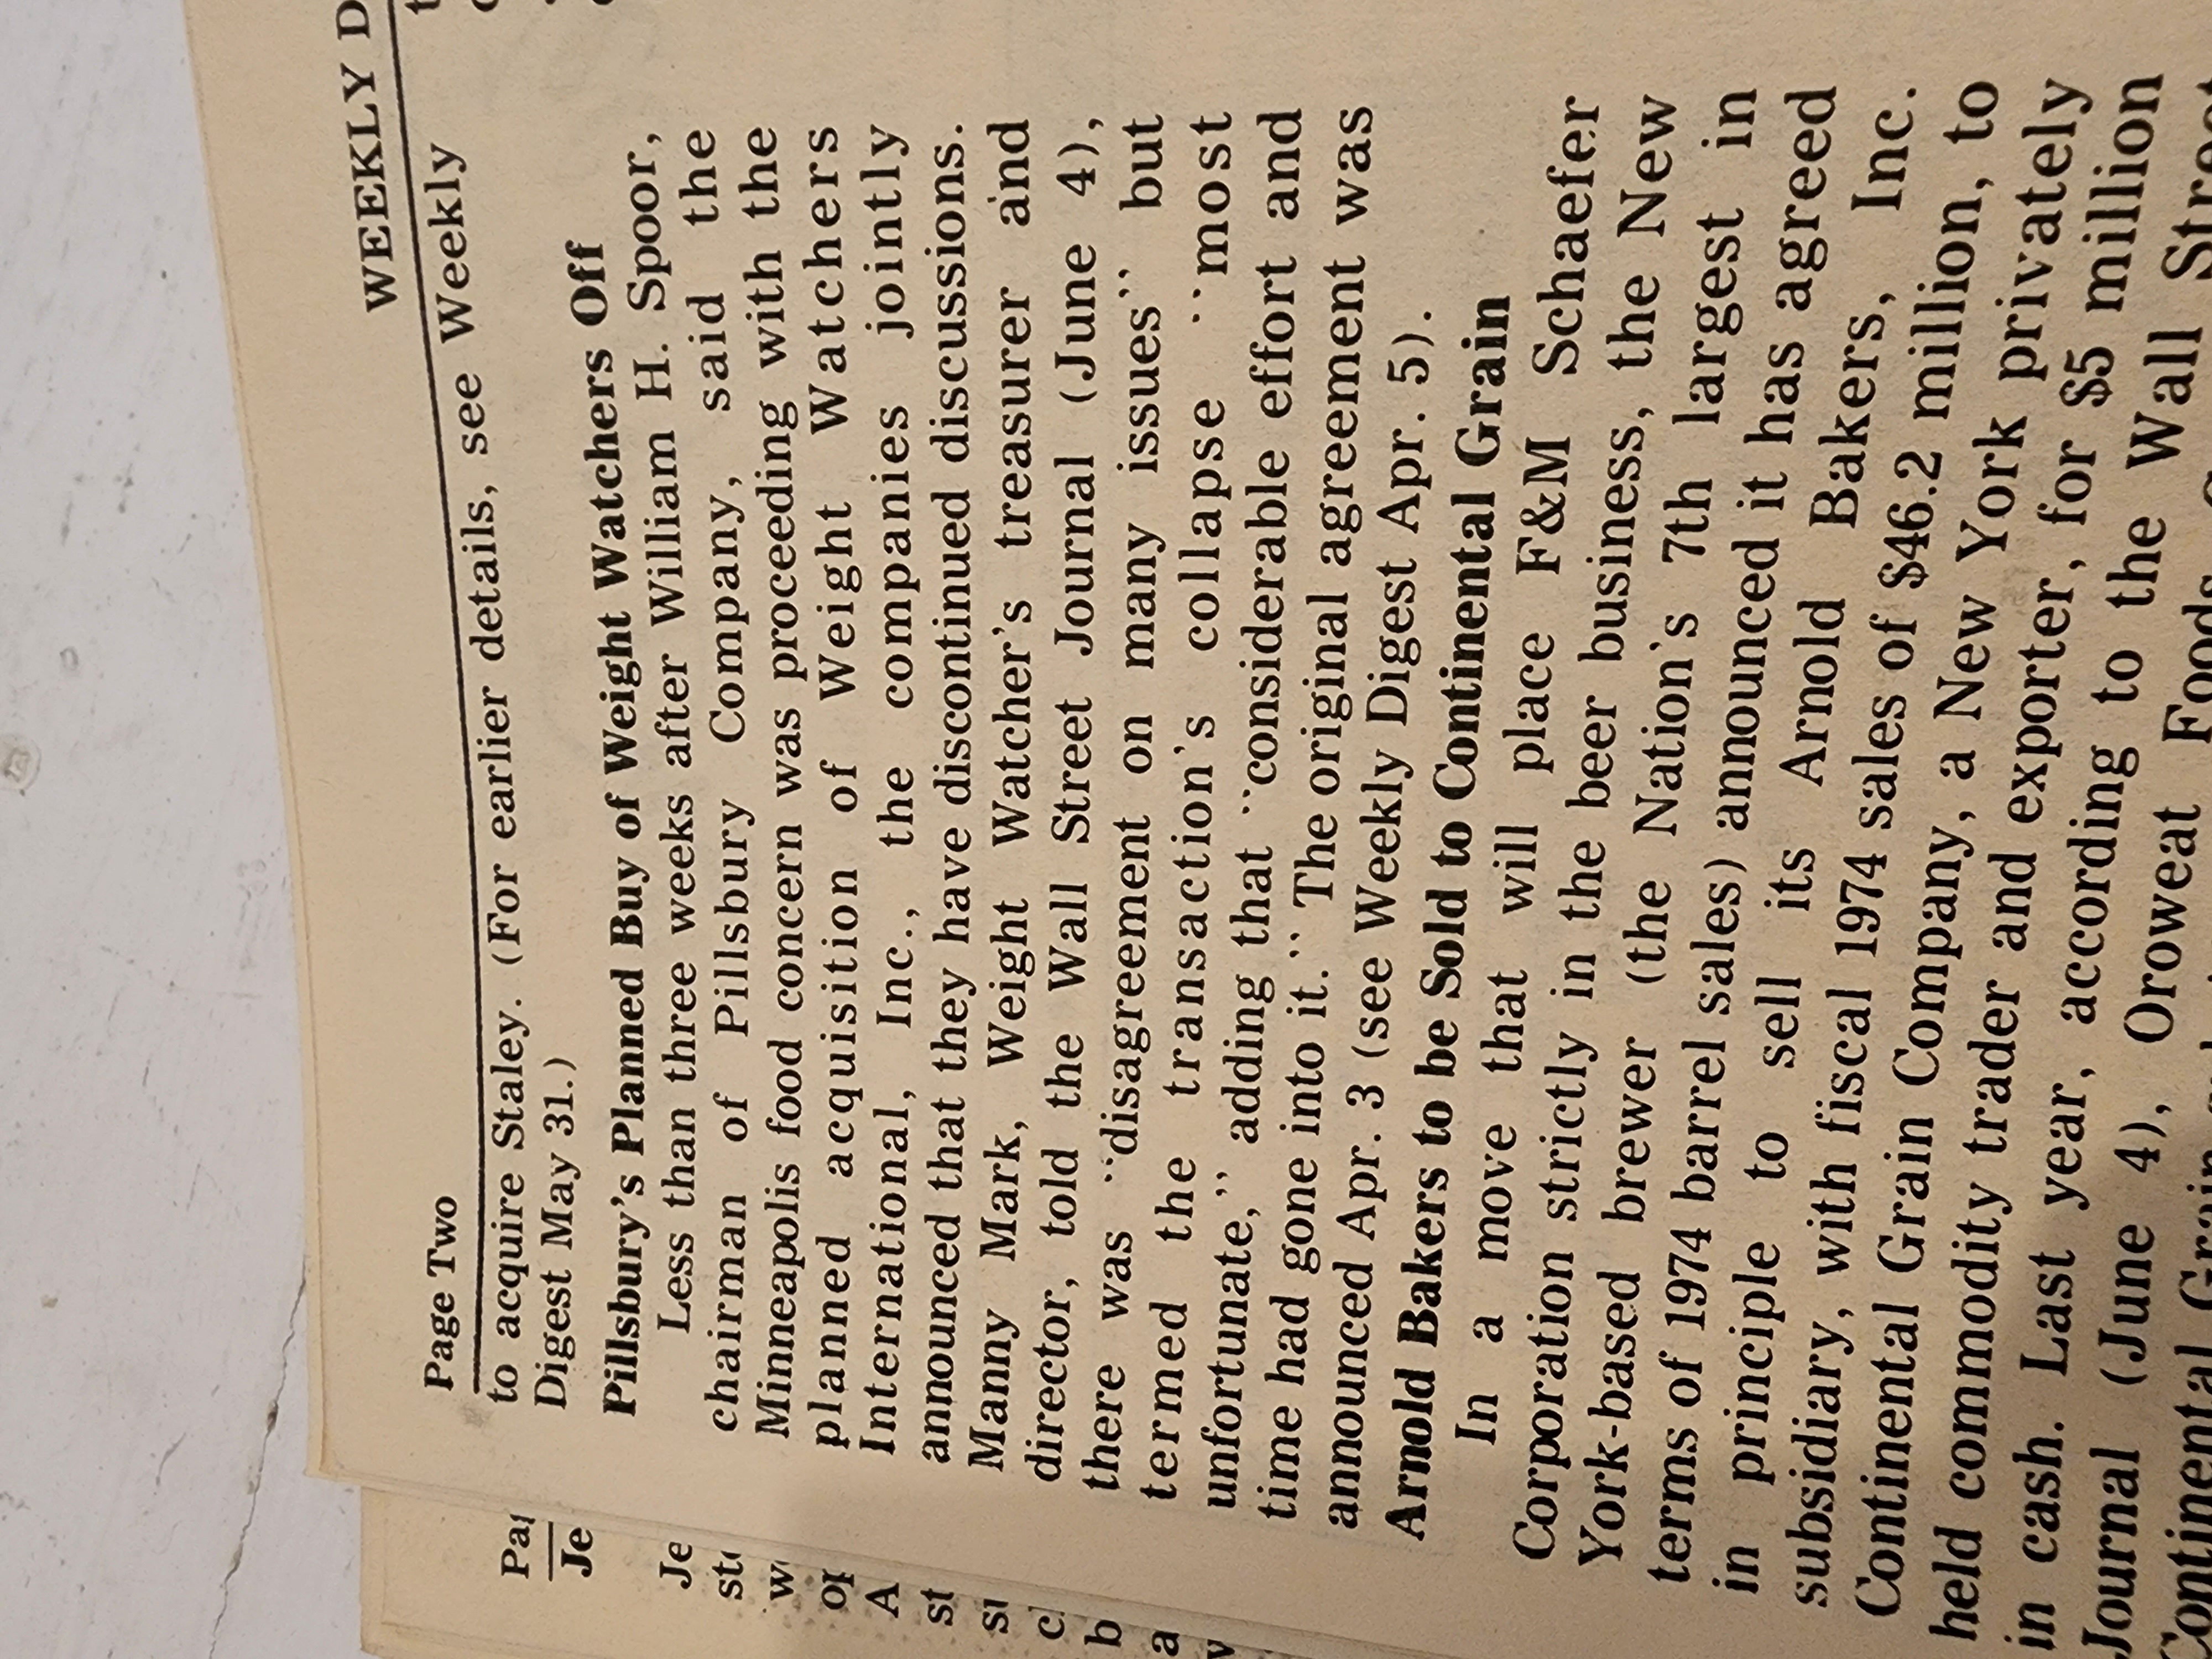 Page Two
WEEKLY D
to acquire Staley. (For earlier details, see Weekly
Digest May 31.)
Pillsbury's Planned Buy of Weight Watchers Off
Less than three weeks after William H. Spoor,
chairman of Pillsbury Company, said the
Minneapolis food concern was proceeding with the
planned acquisition of Weight Watchers
International, Inc., the companies jointly
announced that they have discontinued discussions.
Manny Mark, Weight Watcher's treasurer and
director, told the Wall Street Journal (June 4),
there was "disagreement on many issues" but
termed the transaction's collapse "most
unfortunate," adding that "considerable effort and
time had gone into it." The original agreement was
announced Apr. 3 (see Weekly Digest Apr. 5).
Arnold Bakers to be Sold to Continental Grain
In a move that will place F&M Schaefer
Corporation strictly in the beer business, the New
York-based brewer (the Nation's 7th largest in
terms of 1974 barrel sales) announced it has agreed
in principle to sell its Arnold Bakers, Inc.
subsidiary, with fiscal 1974 sales of $46.2 million, to
Continental Grain Company, a New York privately
held commodity trader and exporter, for $5 million
in cash. Last year, according to the Wall Street
Journal (June 4), Oroweat Foods
Continental Grain
Je
Je
A
st
b
a